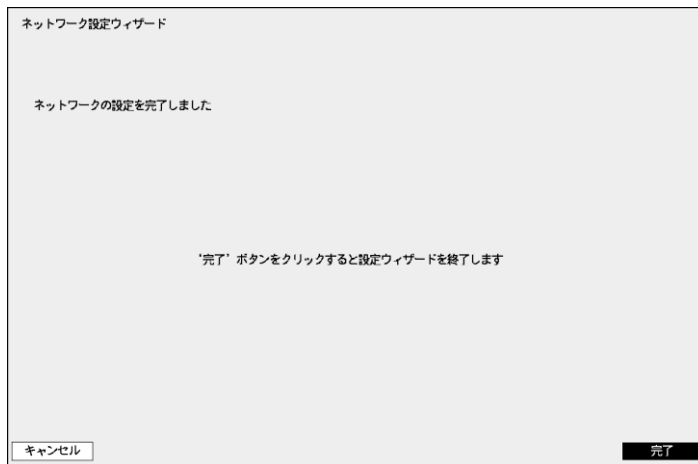 ネットワーク設定ウィザード
ネットワークの設定を完了しました
'完了' ボタンをクリックすると設定ウィザードを終了します
キャンセル
完了